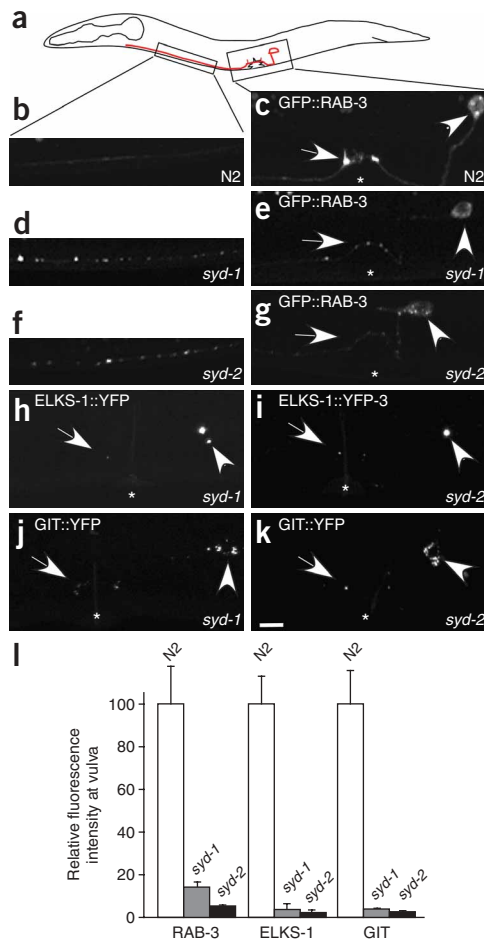 a
b
N2
c
GFP::RAB-3
N2
*
d
syd-1
e
GFP::RAB-3
*
syd-1
f
syd-2
g
GFP::RAB-3
*
syd-2
h
ELKS-1::YFP
*
syd-1
i
ELKS-1::YFP-3
*
syd-2
j
GIT::YFP
*
syd-1
k
GIT::YFP
*
syd-2
l
Relative fluorescence
intensity at vulva
100
80
60
40
20
0
N2
syd-1
syd-2
N2
syd-1
syd-2
N2
syd-1
syd-2
RAB-3
ELKS-1
GIT